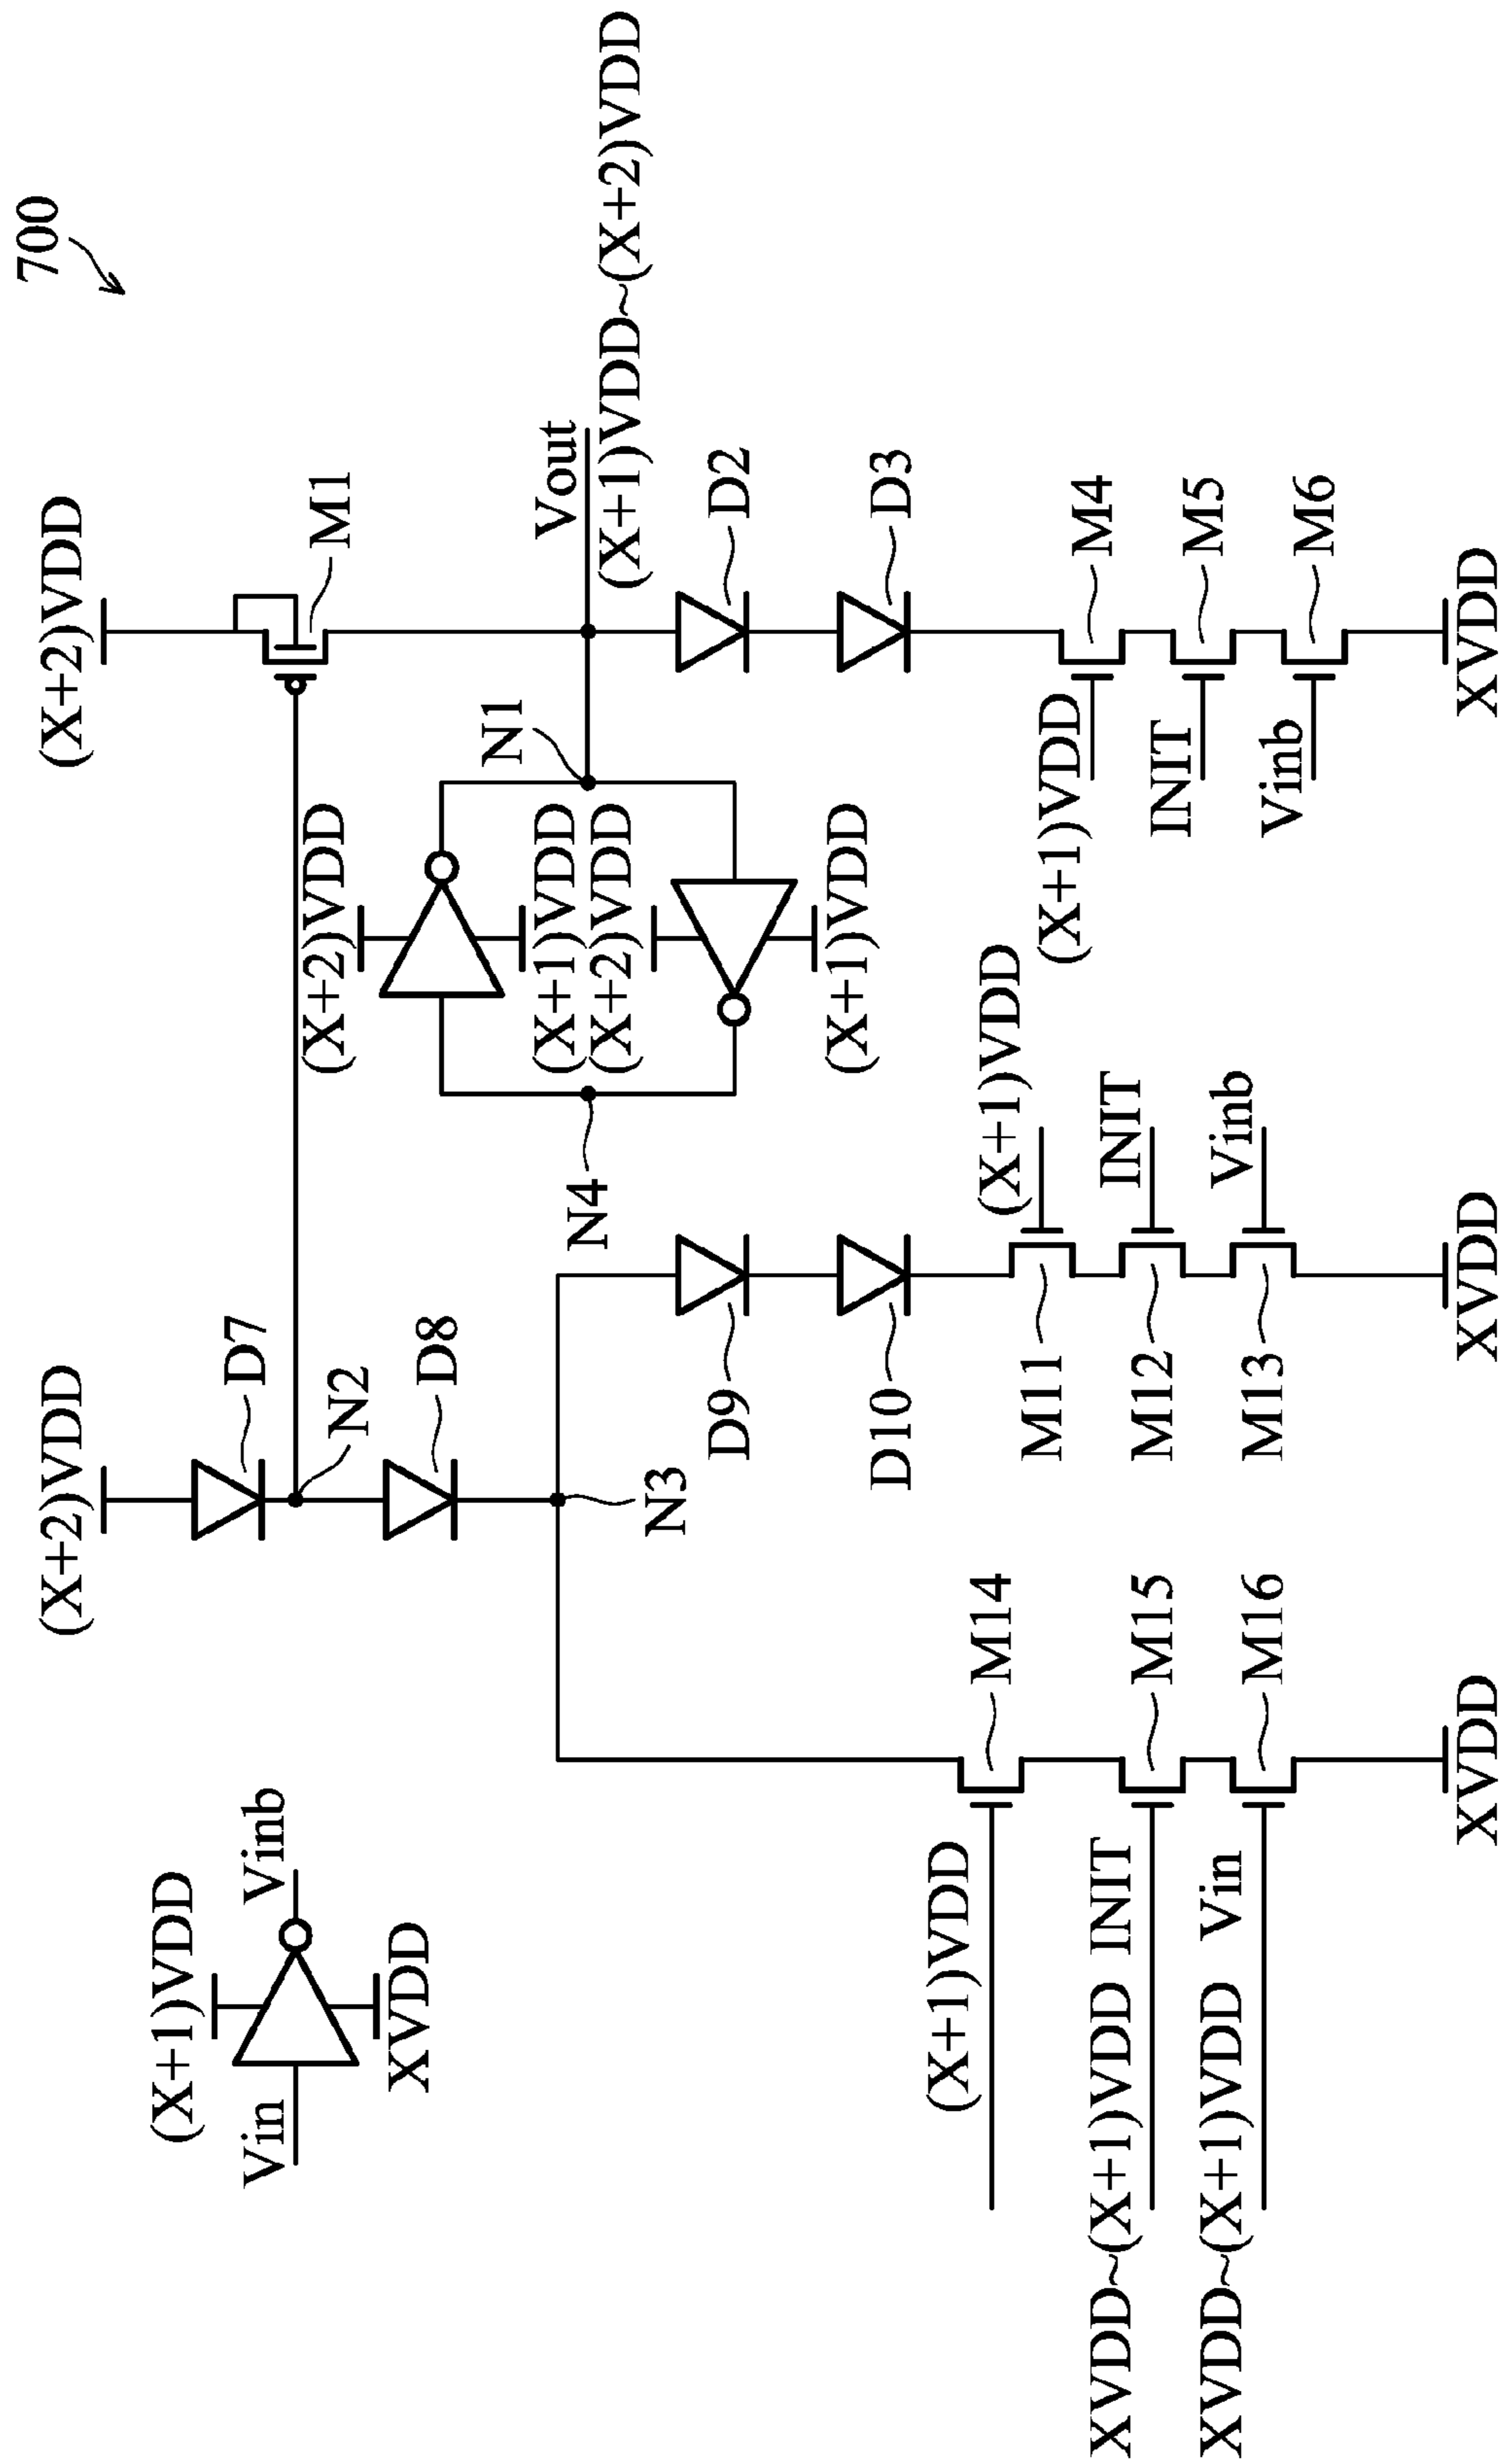 700
(X+2)VDD
(X+2)VDD
D7
M1
(X+1)VDD
Vin
Vinb
XVDD
N2
D8
(X+2)VDD
N1
(X+1)VDD
(X+2)VDD
(X+1)VDD
N4
Vout
(X+1)VDD~(X+2)VDD
N3
D9
D10
D2
D3
(X+1)VDD
M14
XVDD~(X+1)VDD INIT
M15
XVDD~(X+1)VDD Vin
M16
XVDD
(X+1)VDD
M11
INIT
M12
Vinb
M13
XVDD
(X+1)VDD
M4
INIT
M5
Vinb
M6
XVDD